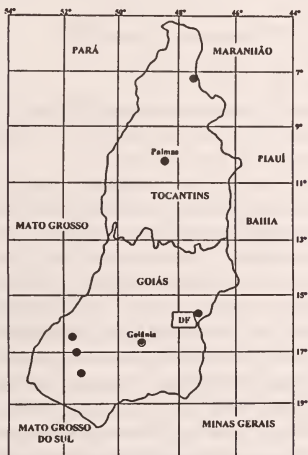 54° 52° 50° 48° 46° 44°
PARÁ
MARANHÃO
7°
9°
Palmas
PIAUÍ
11°
TOCANTINS
MATO GROSSO
BAHIA
13°
GOIÁS
15°
DF
Goiânia
17°
19°
MATO GROSSO
DO SUL
MINAS GERAIS